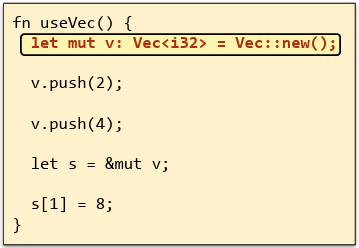 fn useVec() {
let mut v: Vec<i32> = Vec::new();
v.push(2);
v.push(4);
let s = &mut v;
s[1] = 8;
}